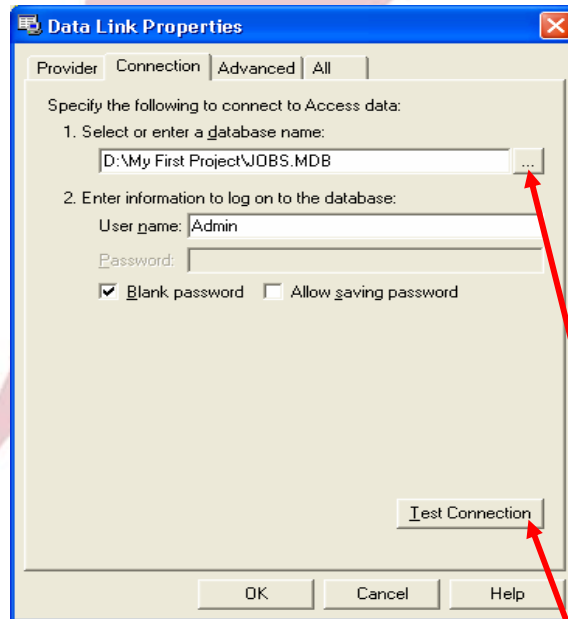 Data Link Properties
Provider Connection Advanced All
Specify the following to connect to Access data:
1. Select or enter a database name:
D:\My First Project\JOBS.MDB ...
2. Enter information to log on to the database:
User name: Admin
Password:
Blank password Allow saving password
Test Connection
OK Cancel Help